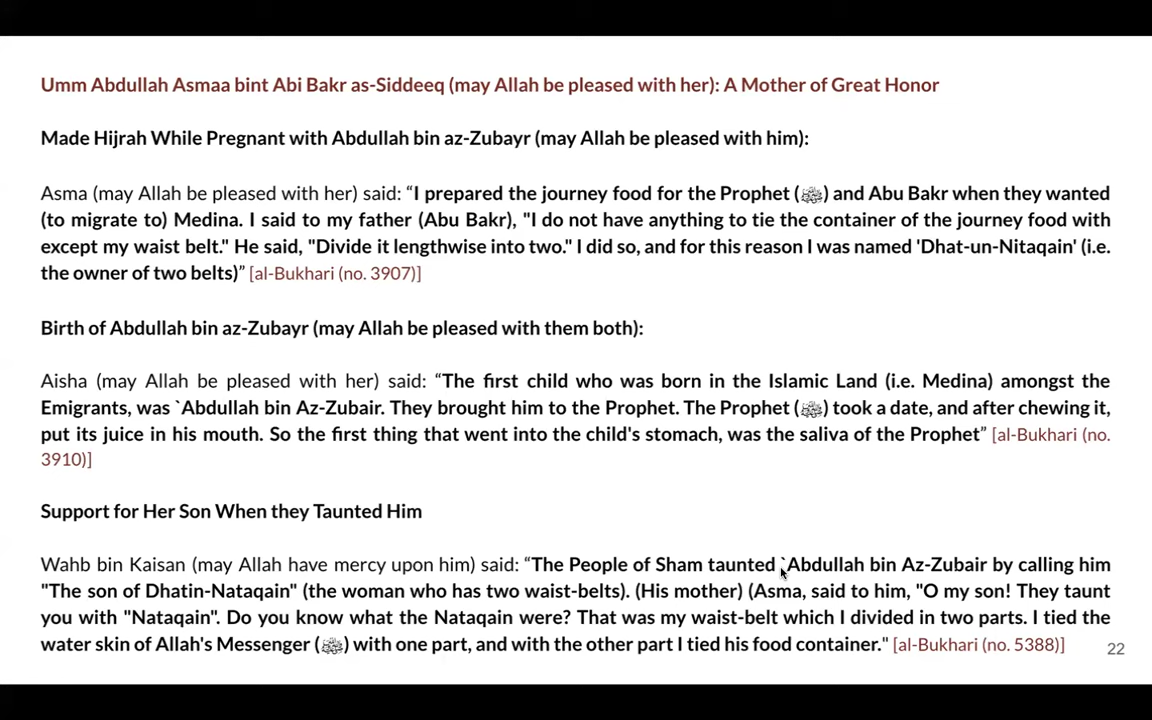 Umm Abdullah Asmaa bint Abi Bakr as-Siddeeq (may Allah be pleased with her): A Mother of Great Honor
Made Hijrah While Pregnant with Abdullah bin az-Zubayr (may Allah be pleased with him):
Asma (may Allah be pleased with her) said: “I prepared the journey food for the Prophet (ﷺ) and Abu Bakr when they wanted
(to migrate to) Medina. I said to my father (Abu Bakr), "I do not have anything to tie the container of the journey food with
except my waist belt." He said, "Divide it lengthwise into two." I did so, and for this reason I was named 'Dhat-un-Nitaqain' (i.e.
the owner of two belts)” [al-Bukhari (no. 3907)]
Birth of Abdullah bin az-Zubayr (may Allah be pleased with them both):
Aisha (may Allah be pleased with her) said: “The first child who was born in the Islamic Land (i.e. Medina) amongst the
Emigrants, was `Abdullah bin Az-Zubair. They brought him to the Prophet. The Prophet (ﷺ) took a date, and after chewing it,
put its juice in his mouth. So the first thing that went into the child's stomach, was the saliva of the Prophet” [al-Bukhari (no.
3910)]
Support for Her Son When they Taunted Him
Wahb bin Kaisan (may Allah have mercy upon him) said: “The People of Sham taunted `Abdullah bin Az-Zubair by calling him
"The son of Dhatin-Nataqain" (the woman who has two waist-belts). (His mother) (Asma, said to him, "O my son! They taunt
you with "Nataqain". Do you know what the Nataqain were? That was my waist-belt which I divided in two parts. I tied the
water skin of Allah's Messenger (ﷺ) with one part, and with the other part I tied his food container." [al-Bukhari (no. 5388)]
22